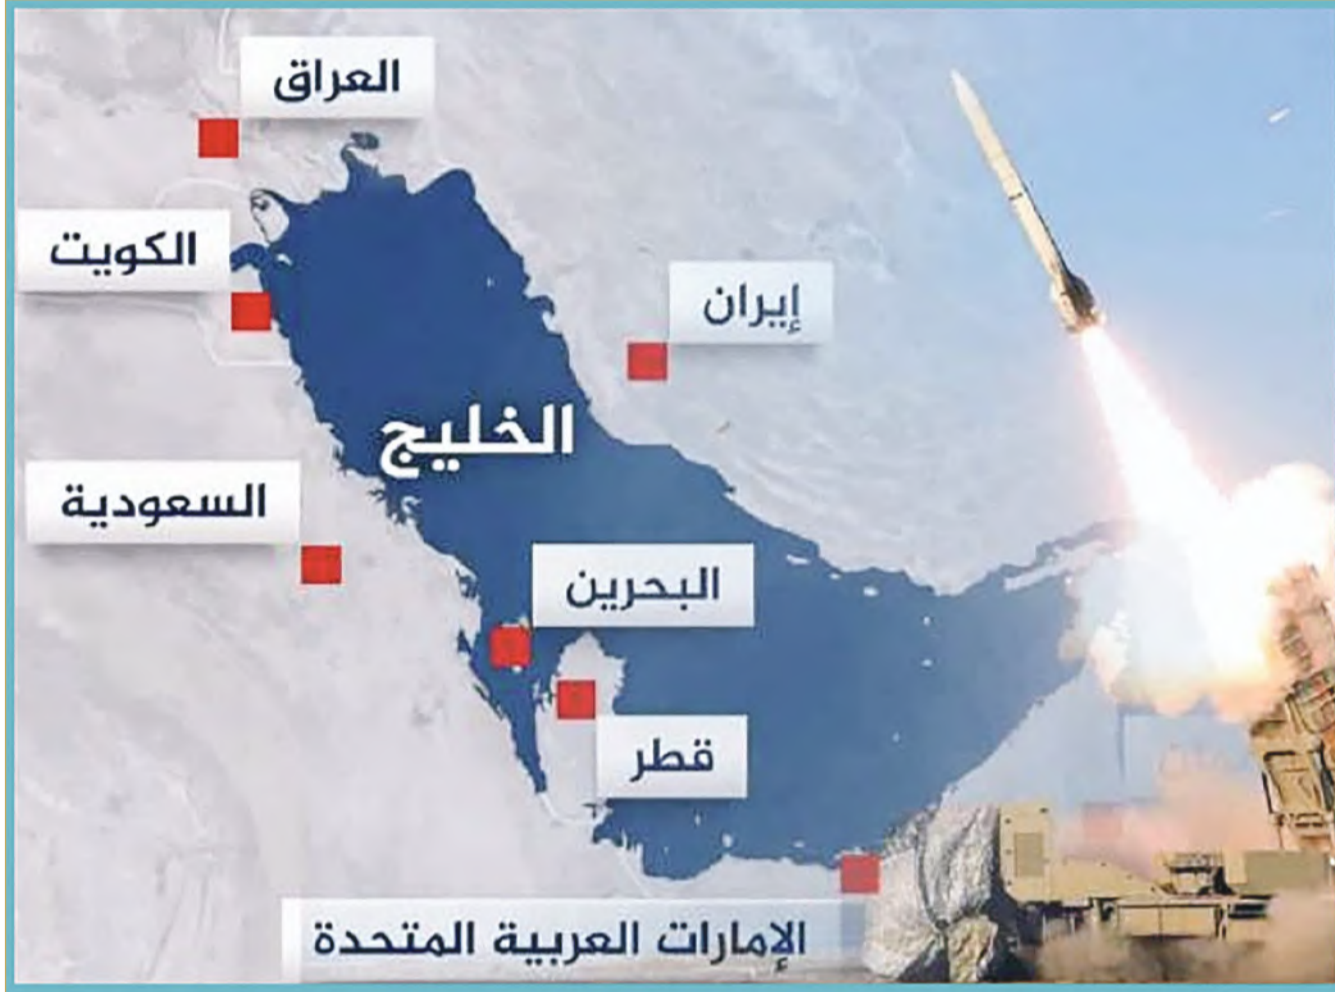 العراق
الكويت
إيران
الخليج
السعودية
البحرين
قطر
الإمارات العربية المتحدة